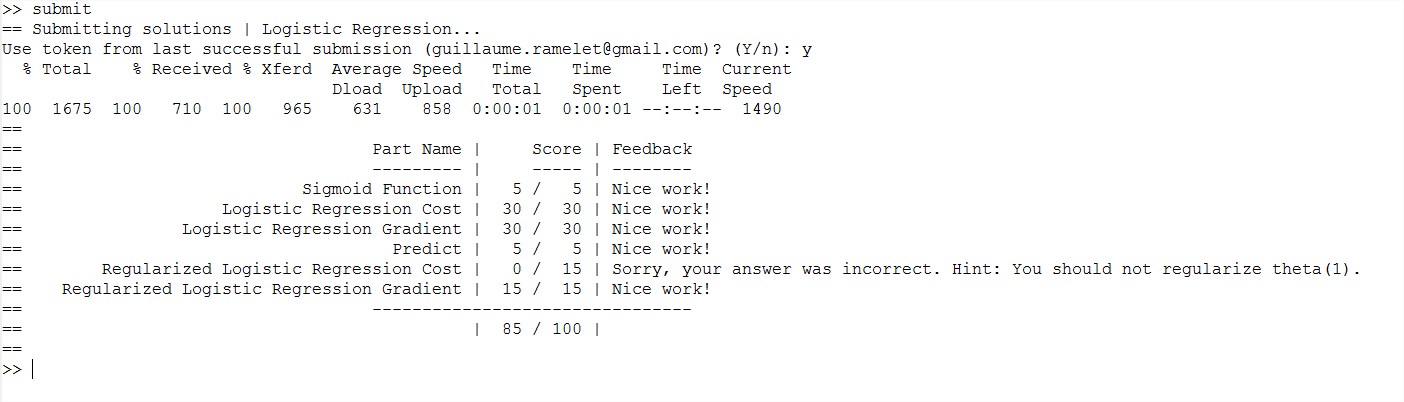 >> submit
== Submitting solutions | Logistic Regression...
Use token from last successful submission (guillaume.ramelet@gmail.com)? (Y/n): y
  % Total    % Received % Xferd  Average Speed   Time    Time     Time  Current
                                 Dload  Upload   Total   Spent    Left  Speed
100  1675  100   710  100   965    631    858  0:00:01  0:00:01 --:--:--  1490
==
==                                   Part Name |     Score | Feedback
==                                   --------- |     ----- | --------
==                            Sigmoid Function |   5 /   5 | Nice work!
==                    Logistic Regression Cost |  30 /  30 | Nice work!
==                Logistic Regression Gradient |  30 /  30 | Nice work!
==                                     Predict |   5 /   5 | Nice work!
==        Regularized Logistic Regression Cost |   0 /  15 | Sorry, your answer was incorrect. Hint: You should not regularize theta(1).
==    Regularized Logistic Regression Gradient |  15 /  15 | Nice work!
==                                   --------------------------------
==                                             |  85 / 100 |
==
>>